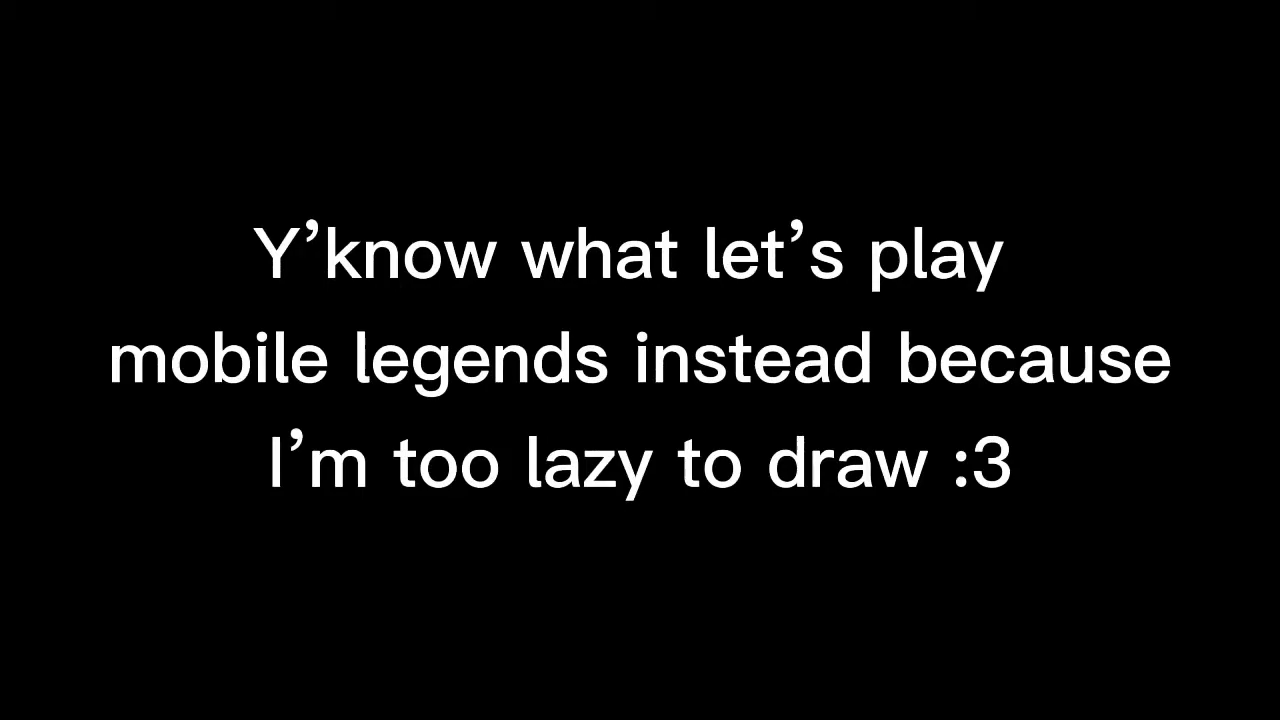 Y’know what let’s play
mobile legends instead because
I’m too lazy to draw :3